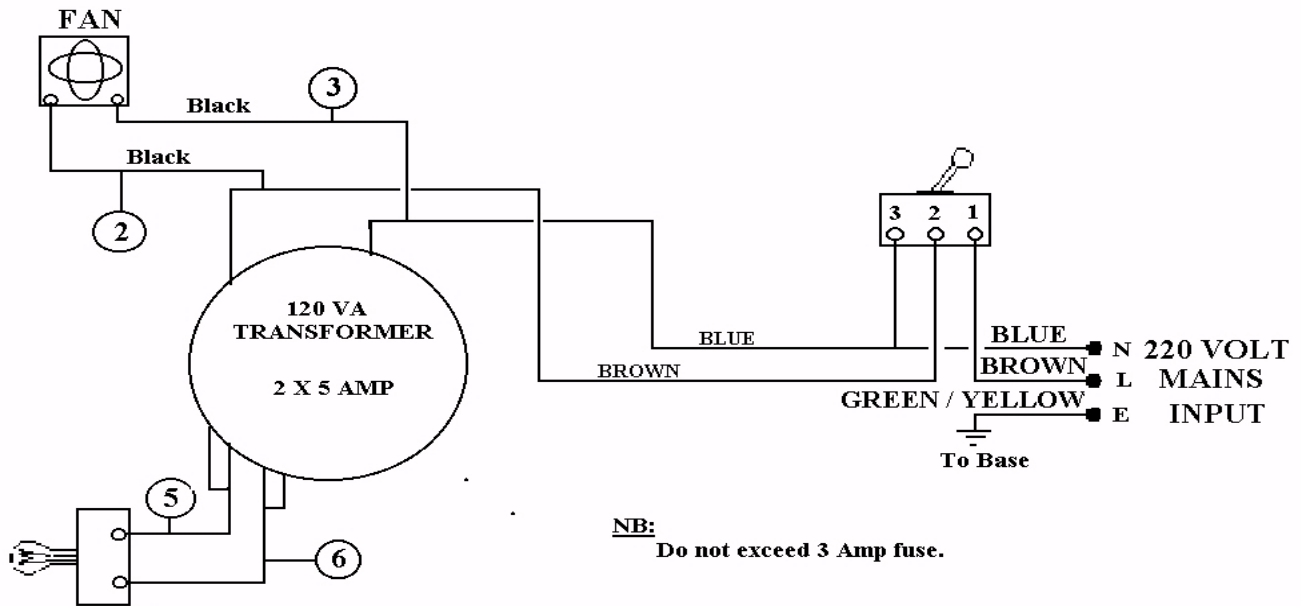 FAN
3
Black
Black
2
3 2 1
120 VA
TRANSFORMER
2 X 5 AMP
BLUE
BROWN
BLUE
N
220 VOLT
BROWN
L
MAINS
GREEN / YELLOW
E
INPUT
To Base
5
6
NB:
Do not exceed 3 Amp fuse.